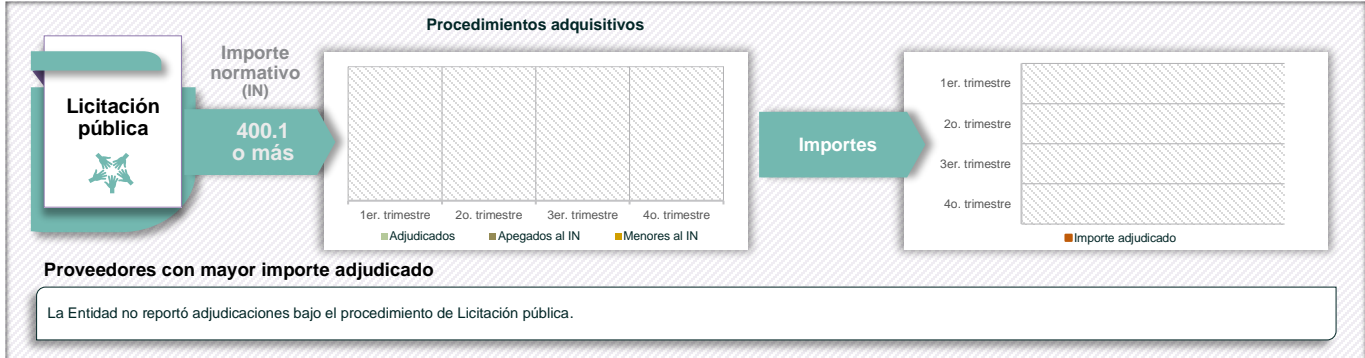 Procedimientos adquisitivos
Licitación
pública
Importe
normativo
(IN)
400.1
o más
1er. trimestre
2o. trimestre
3er. trimestre
4o. trimestre
Adjudicados
Apegados al IN
Menores al IN
Importes
1er. trimestre
2o. trimestre
3er. trimestre
4o. trimestre
Importe adjudicado
Proveedores con mayor importe adjudicado
La Entidad no reportó adjudicaciones bajo el procedimiento de Licitación pública.